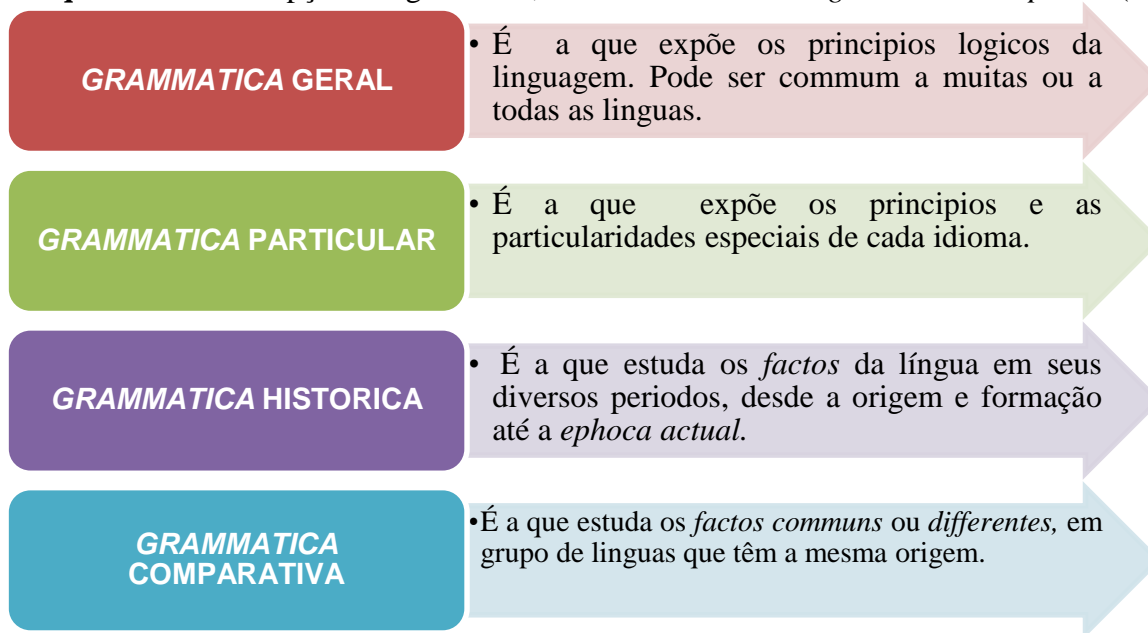 GRAMMATICA GERAL
• É a que expõe os principios logicos da
linguagem. Pode ser commum a muitas ou a
todas as linguas.
GRAMMATICA PARTICULAR
• É a que expõe os principios e as
particularidades especiais de cada idioma.
GRAMMATICA HISTORICA
• É a que estuda os factos da língua em seus
diversos periodos, desde a origem e formação
até a ephoca actual.
GRAMMATICA
COMPARATIVA
•É a que estuda os factos communs ou differentes, em
grupo de linguas que têm a mesma origem.